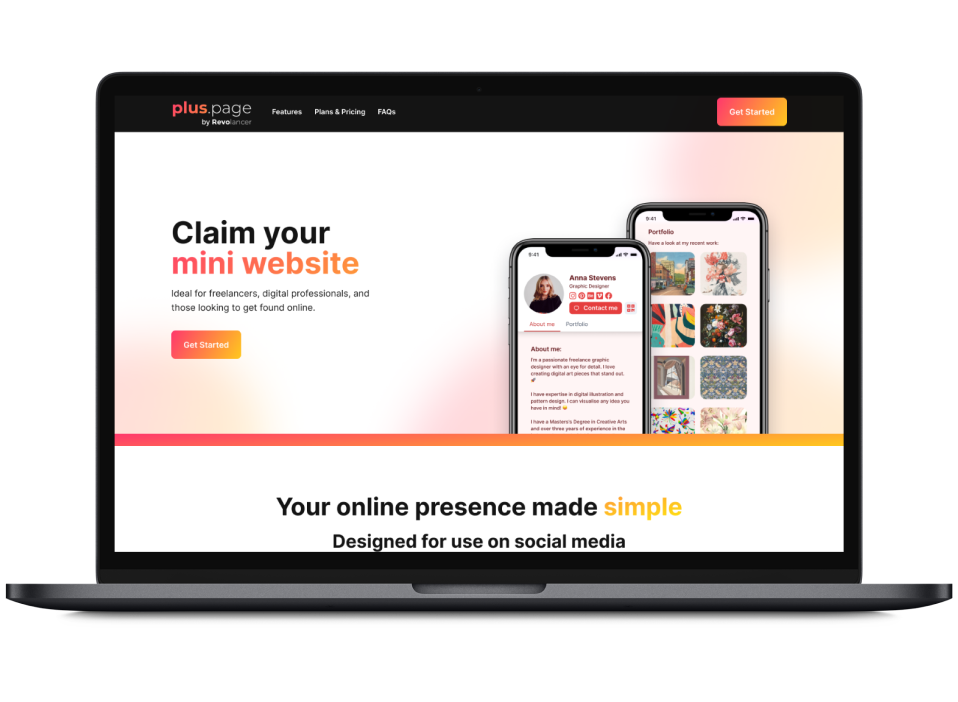 plus.page
by Revolancer
Features Plans & Pricing FAQs
Get Started
Claim your
mini website
Ideal for freelancers, digital professionals, and
those looking to get found online.
Get Started
9:41
Anna Stevens
Graphic Designer
Contact me
About me Portfolio
About me:
I'm a passionate freelance graphic
designer with an eye for detail. I love
creating digital art pieces that stand out.
🚀
I have expertise in digital illustration and
pattern design. I can visualise any idea you
have in mind! 😄
I have a Masters's Degree in Creative Arts
and over three years of experience in the
9:41
Portfolio
Have a look at my recent work:
Your online presence made simple
Designed for use on social media